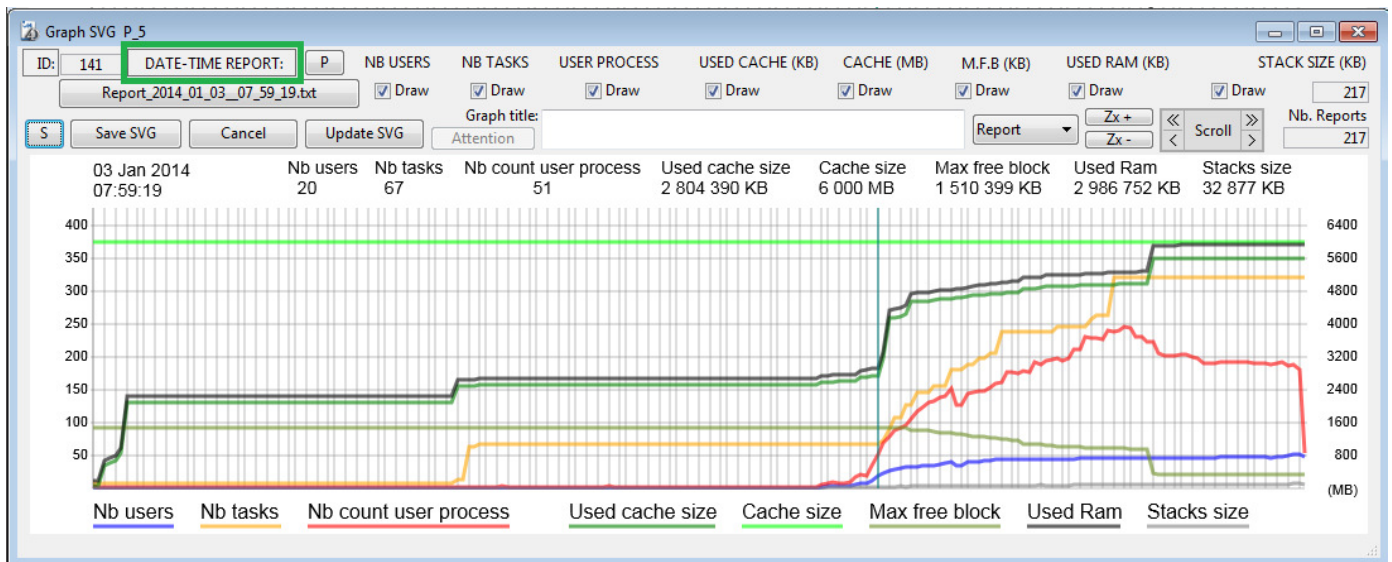 Graph SVG P_5
ID: 141 DATE-TIME REPORT: P NB USERS NB TASKS USER PROCESS USED CACHE (KB) CACHE (MB) M.F.B (KB) USED RAM (KB) STACK SIZE (KB)
Report_2014_01_03__07_59_19.txt Draw Draw Draw Draw Draw Draw Draw Draw 217
S Save SVG Cancel Update SVG Graph title: Attention Report Zx + Zx - << < Scroll >> > Nb. Reports 217
03 Jan 2014 Nb users Nb tasks Nb count user process Used cache size Cache size Max free block Used Ram Stacks size
07:59:19 20 67 51 2 804 390 KB 6 000 MB 1 510 399 KB 2 986 752 KB 32 877 KB
400 6400
350 5600
300 4800
250 4000
200 3200
150 2400
100 1600
50 800
(MB)
Nb users Nb tasks Nb count user process Used cache size Cache size Max free block Used Ram Stacks size